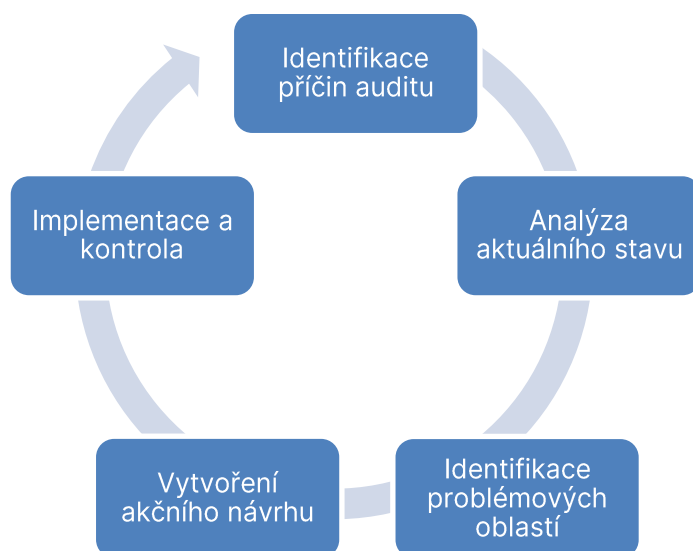 Identifikace
příčin auditu
Analýza
aktuálního stavu
Identifikace
problémových
oblastí
Vytvoření
akčního návrhu
Implementace a
kontrola